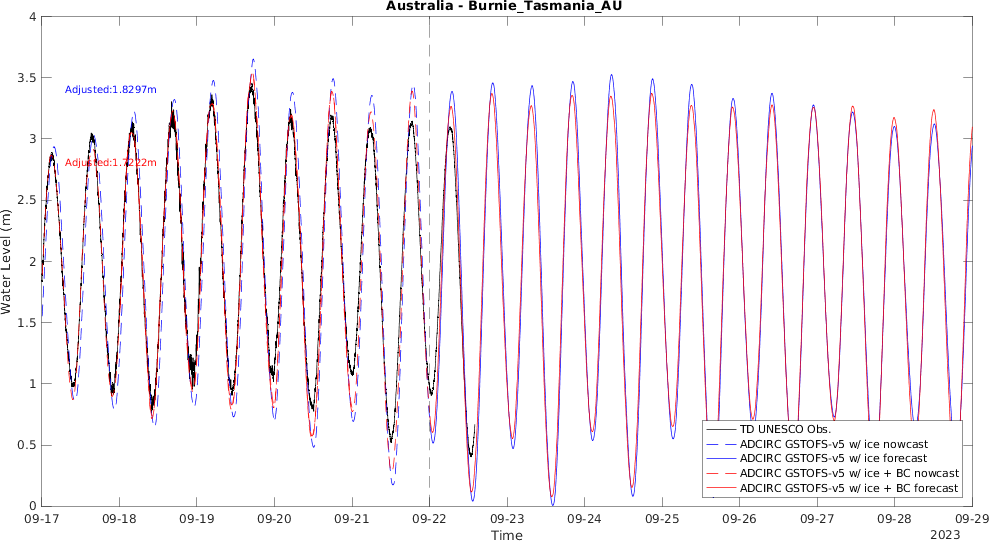 Australia - Burnie_Tasmania_AU
Water Level (m)
4
3.5
3
2.5
2
1.5
1
0.5
0
Adjusted:1.8297m
Adjusted:1.7222m
TD UNESCO Obs.
ADCIRC GSTOFS-v5 w/ ice nowcast
ADCIRC GSTOFS-v5 w/ ice forecast
ADCIRC GSTOFS-v5 w/ ice + BC nowcast
ADCIRC GSTOFS-v5 w/ ice + BC forecast
09-17 09-18 09-19 09-20 09-21 09-22 09-23 09-24 09-25 09-26 09-27 09-28 09-29
Time
2023